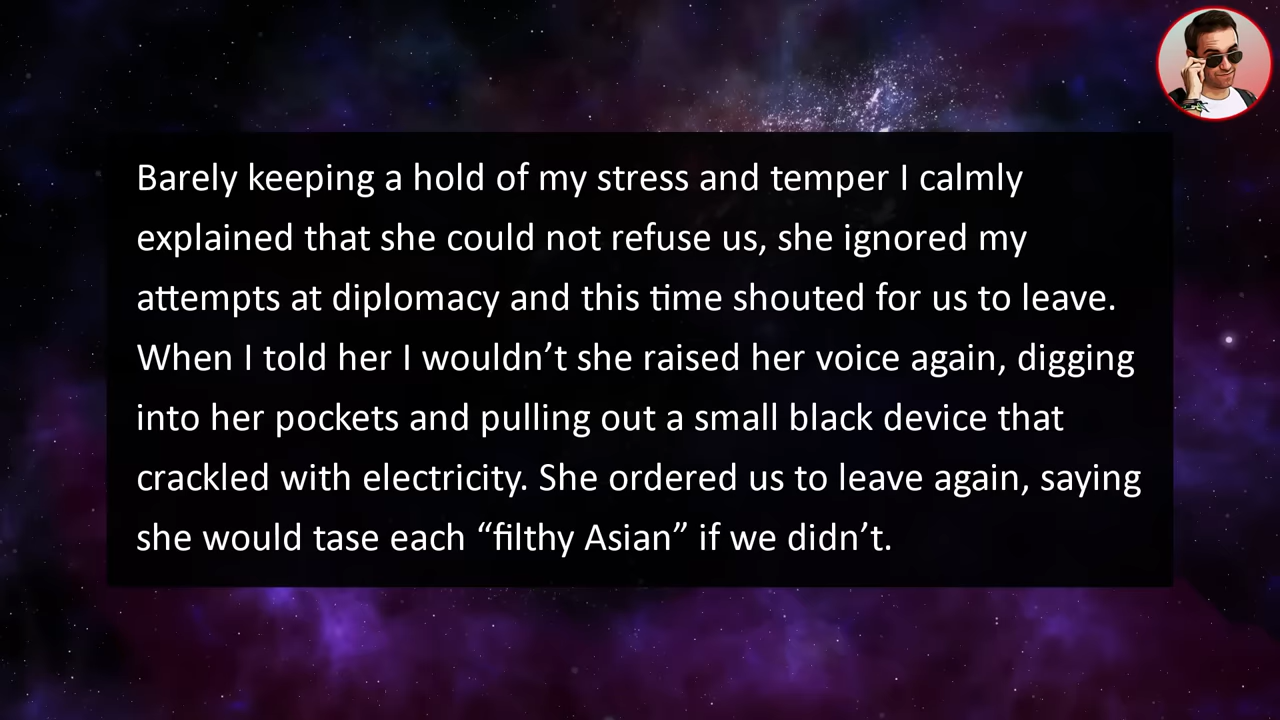 Barely keeping a hold of my stress and temper I calmly
explained that she could not refuse us, she ignored my
attempts at diplomacy and this time shouted for us to leave.
When I told her I wouldn’t she raised her voice again, digging
into her pockets and pulling out a small black device that
crackled with electricity. She ordered us to leave again, saying
she would tase each “filthy Asian” if we didn’t.